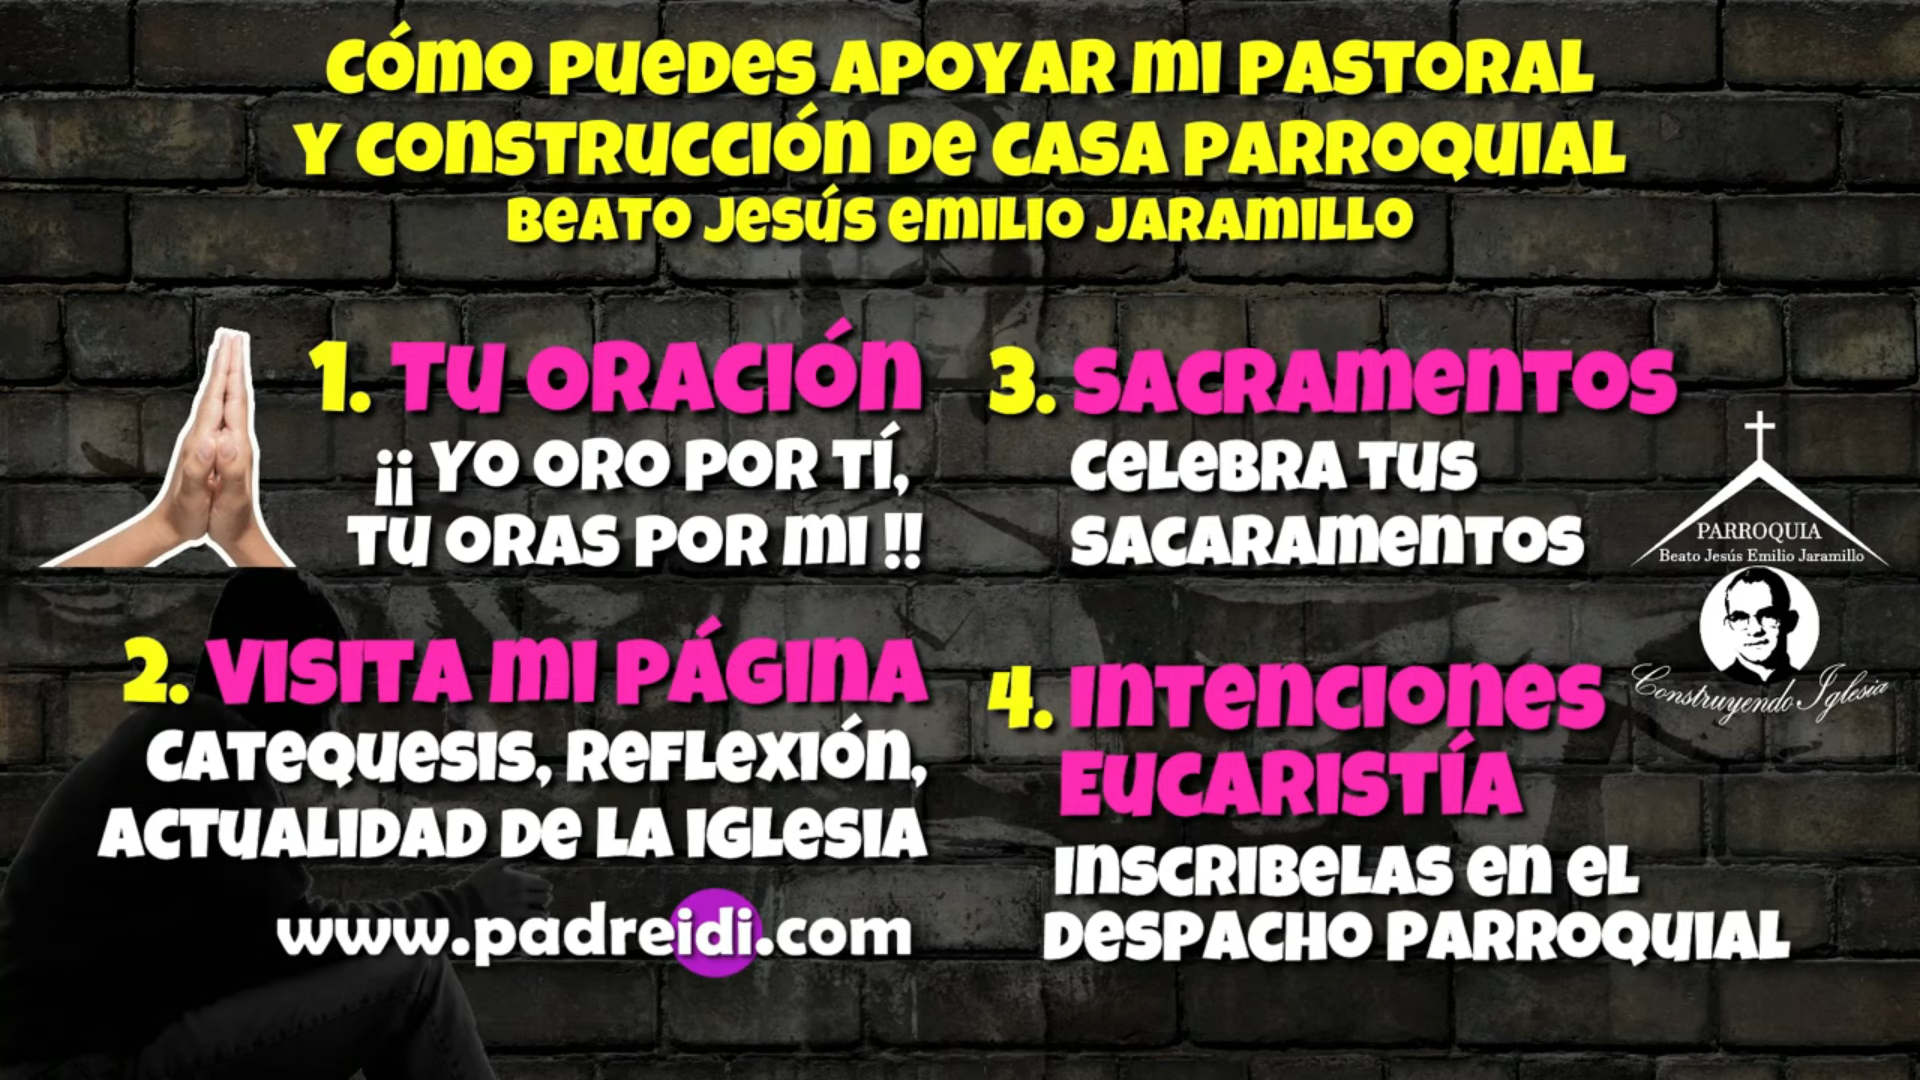 CÓMO PUEDES APOYAR MI PASTORAL
Y CONSTRUCCIÓN DE CASA PARROQUIAL
BEATO JESÚS EMILIO JARAMILLO
1. TU ORACIÓN
¡¡ YO ORO POR TÍ,
TU ORAS POR MI !!
2. VISITA MI PÁGINA
CATEQUESIS, REFLEXIÓN,
ACTUALIDAD DE LA IGLESIA
www.padreidi.com
3. SACRAMENTOS
CELEBRA TUS
SACARAMENTOS
4. INTENCIONES
EUCARISTÍA
INSCRIBELAS EN EL
DESPACHO PARROQUIAL
PARROQUIA
Beato Jesús Emilio Jaramillo
Construyendo Iglesia